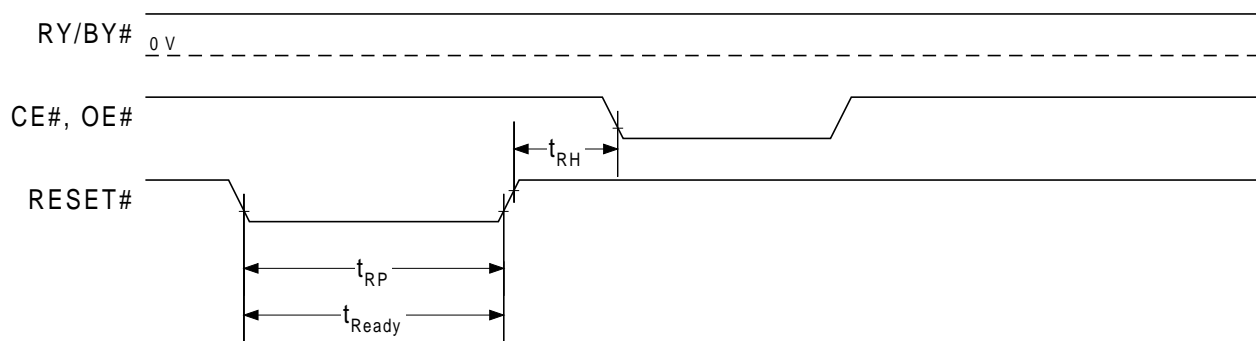 RY/BY#
0 V
CE#, OE#
tRH
RESET#
tRP
tReady